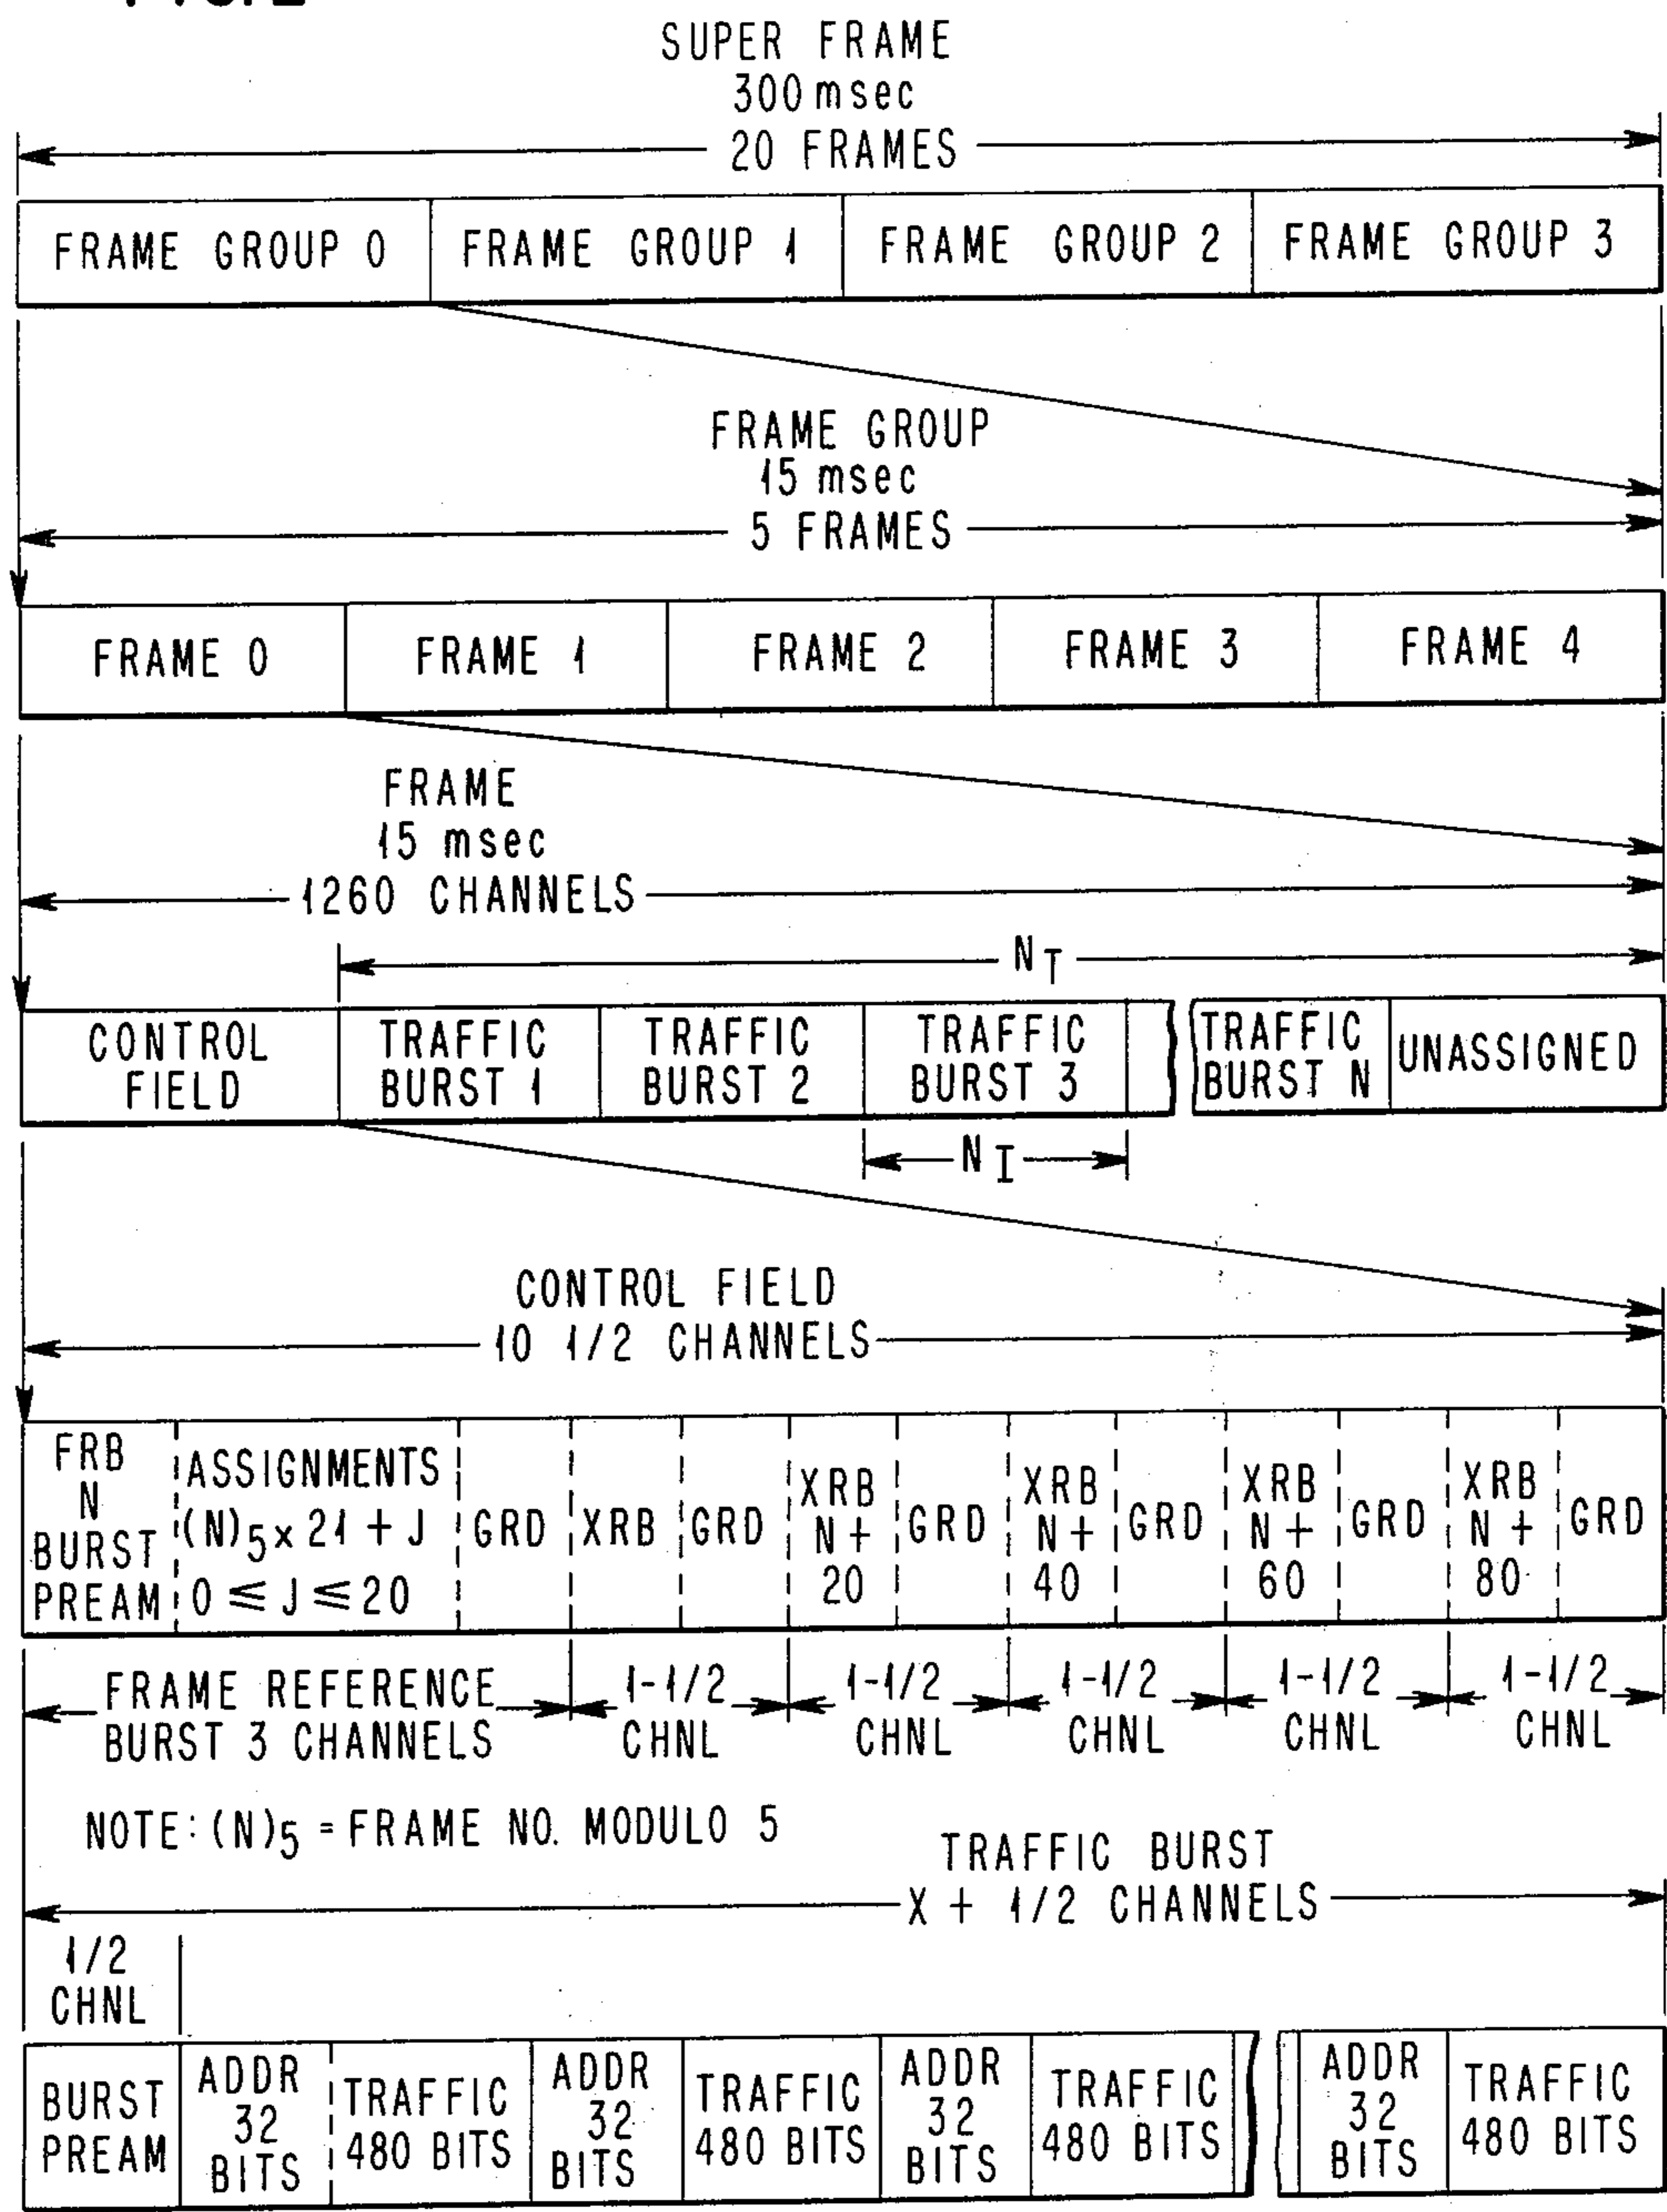 SUPER FRAME
300 msec
20 FRAMES
FRAME GROUP 0 FRAME GROUP 1 FRAME GROUP 2 FRAME GROUP 3
FRAME GROUP
15 msec
5 FRAMES
FRAME 0 FRAME 1 FRAME 2 FRAME 3 FRAME 4
FRAME
15 msec
1260 CHANNELS
N T
CONTROL FIELD
TRAFFIC BURST 1
TRAFFIC BURST 2
TRAFFIC BURST 3
TRAFFIC BURST N
UNASSIGNED
N I
CONTROL FIELD
10 1/2 CHANNELS
FRB
N
BURST
PREAM
ASSIGNMENTS
(N)5 x 21 + J
0 ≤ J ≤ 20
GRD
XRB
GRD
XRB
N +
20
GRD
XRB
N +
40
GRD
XRB
N +
60
GRD
XRB
N +
80
GRD
FRAME REFERENCE
BURST 3 CHANNELS
1-1/2
CHNL
1-1/2
CHNL
1-1/2
CHNL
1-1/2
CHNL
1-1/2
CHNL
NOTE: (N)5 = FRAME NO. MODULO 5
TRAFFIC BURST
X + 1/2 CHANNELS
1/2
CHNL
BURST
PREAM
ADDR
32
BITS
TRAFFIC
480 BITS
ADDR
32
BITS
TRAFFIC
480 BITS
ADDR
32
BITS
TRAFFIC
480 BITS
ADDR
32
BITS
TRAFFIC
480 BITS